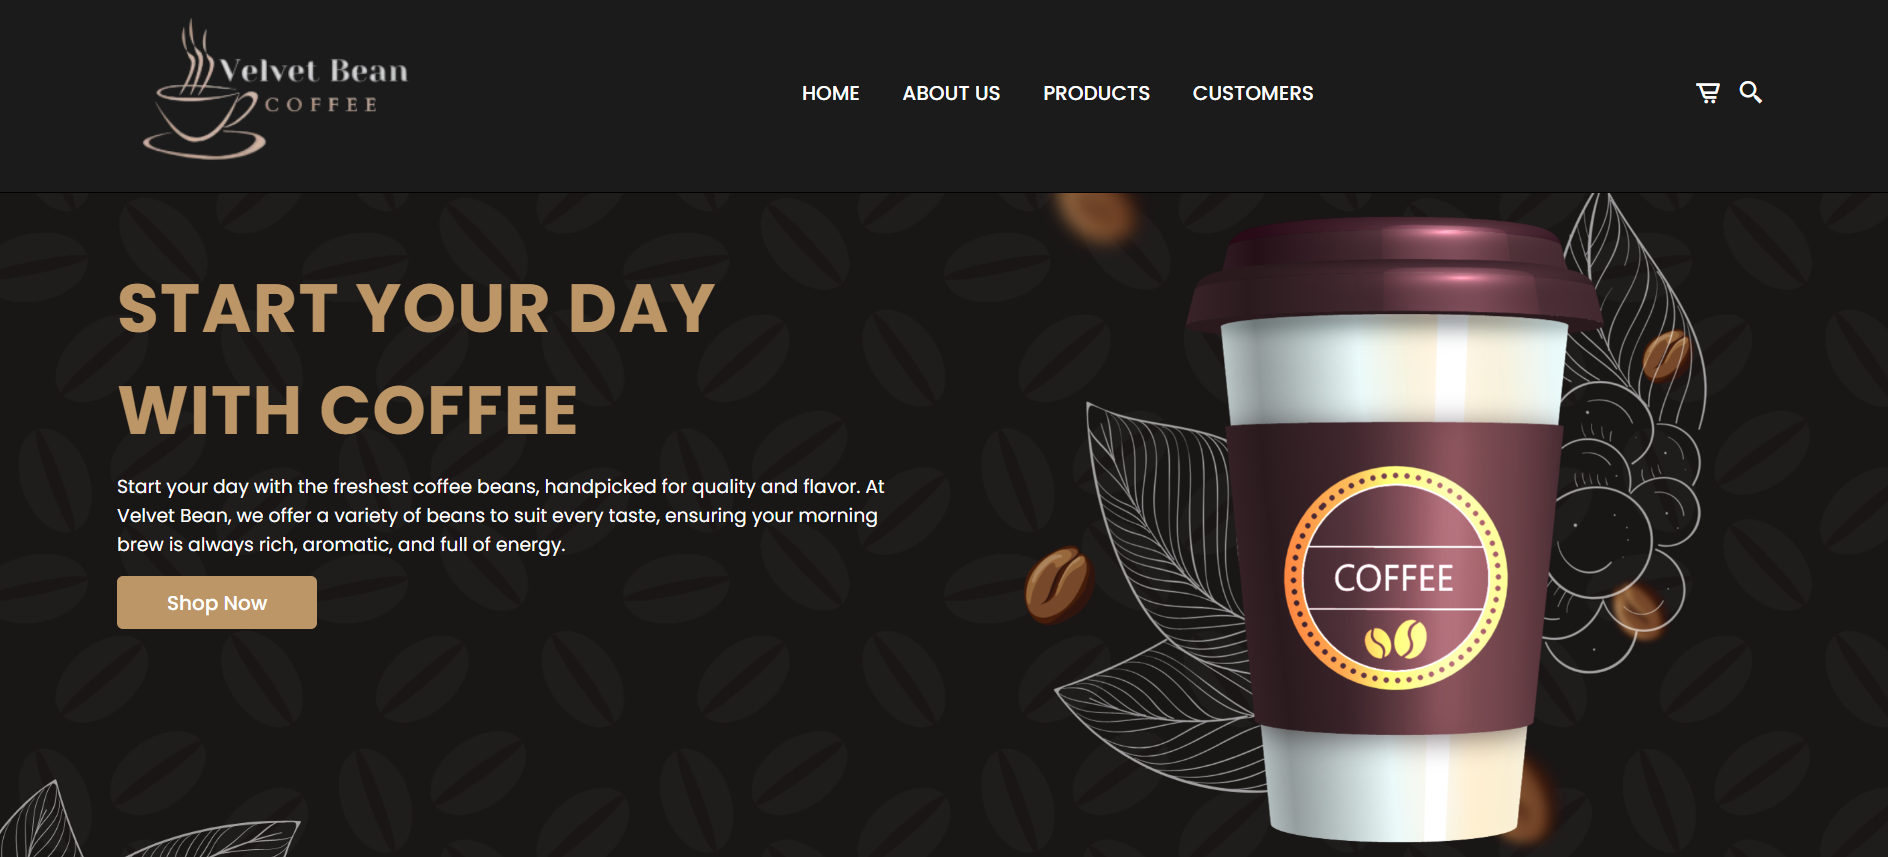 Velvet Bean
COFFEE
HOME
ABOUT US
PRODUCTS
CUSTOMERS
START YOUR DAY
WITH COFFEE
Start your day with the freshest coffee beans, handpicked for quality and flavor. At
Velvet Bean, we offer a variety of beans to suit every taste, ensuring your morning
brew is always rich, aromatic, and full of energy.
Shop Now
COFFEE